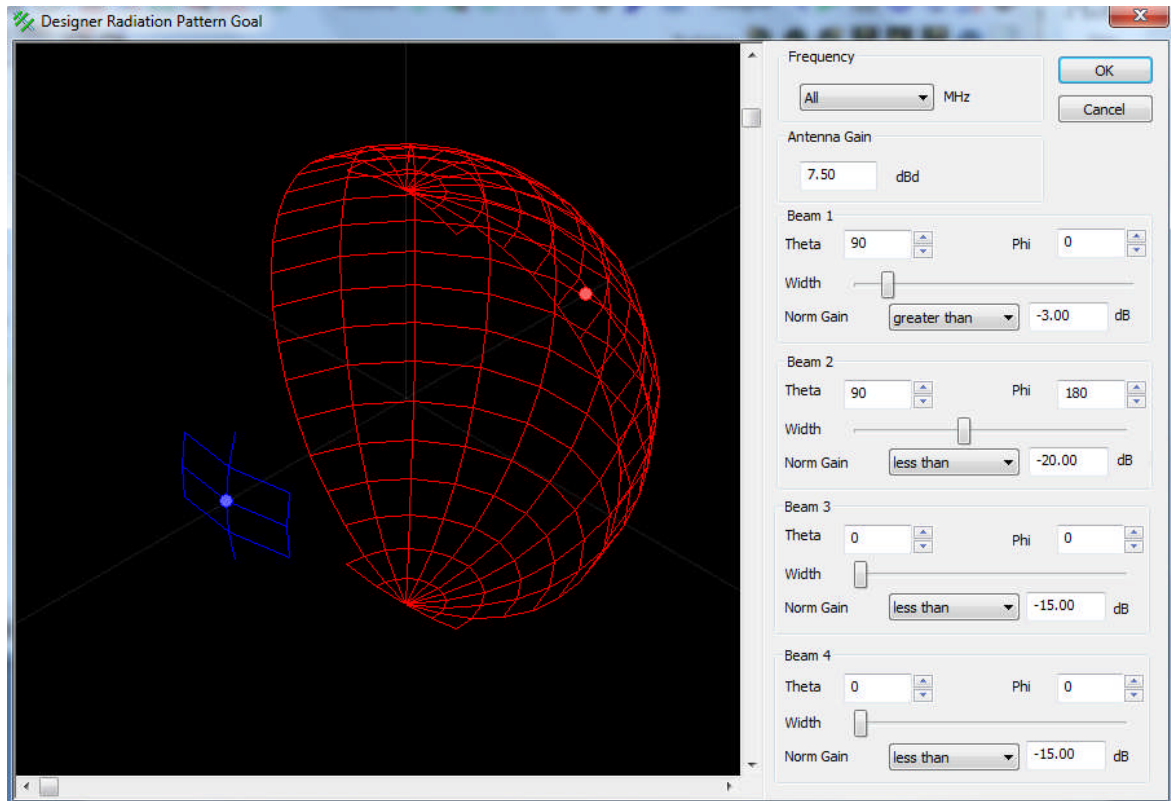 Designer Radiation Pattern Goal
Frequency
All MHz
OK
Cancel
Antenna Gain
7.50 dBd
Beam 1
Theta 90 Phi 0
Width
Norm Gain greater than -3.00 dB
Beam 2
Theta 90 Phi 180
Width
Norm Gain less than -20.00 dB
Beam 3
Theta 0 Phi 0
Width
Norm Gain less than -15.00 dB
Beam 4
Theta 0 Phi 0
Width
Norm Gain less than -15.00 dB